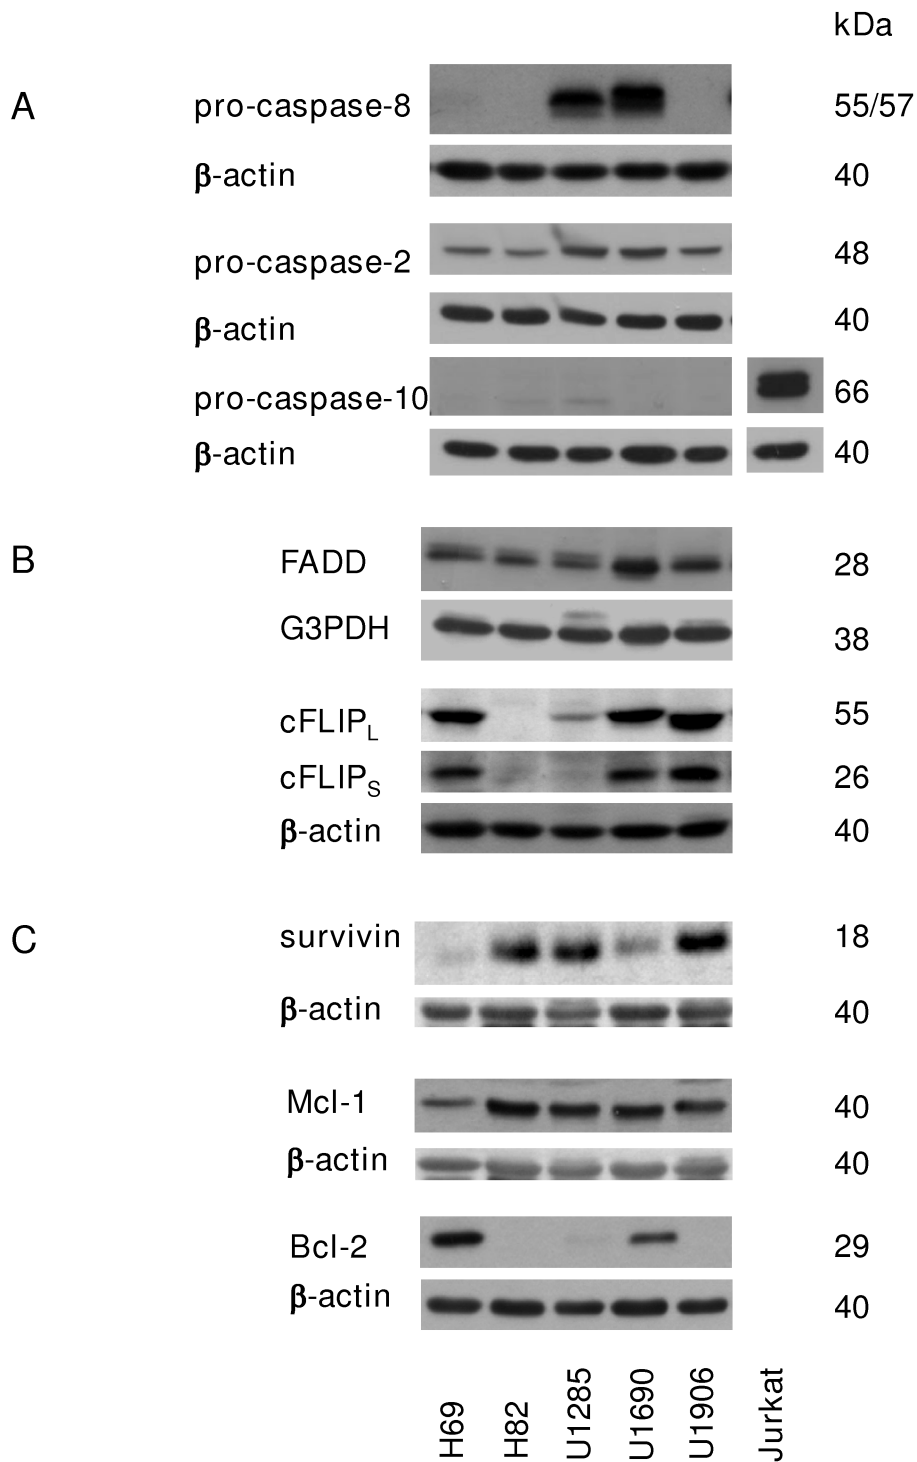 kDa
A
pro-caspase-8 55/57
β-actin 40
pro-caspase-2 48
β-actin 40
pro-caspase-10 66
β-actin 40
B
FADD 28
G3PDH 38
cFLIPL 55
cFLIPS 26
β-actin 40
C
survivin 18
β-actin 40
Mcl-1 40
β-actin 40
Bcl-2 29
β-actin 40
H69 H82 U1285 U1690 U1906 Jurkat